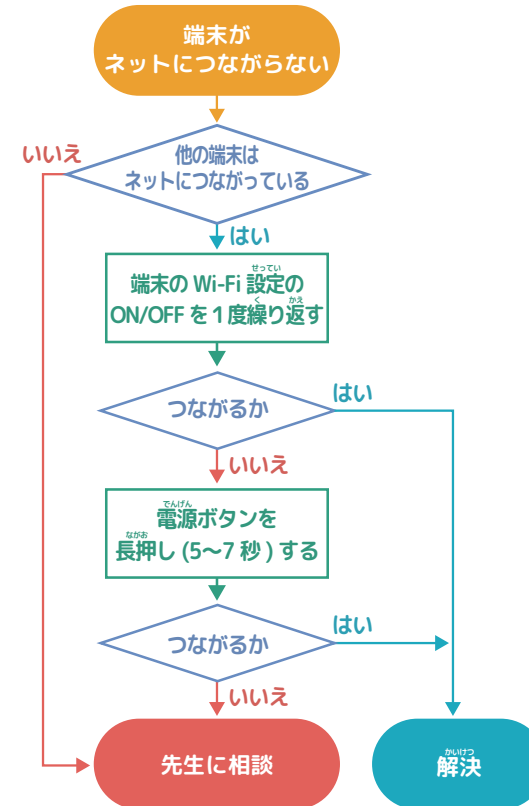 端末が
ネットにつながらない
いいえ
他の端末は
ネットにつながっている
はい
せってい
端末の Wi-Fi 設定の
く かえ
ON/OFF を1度繰り返す
つながるか
はい
いいえ
でんげん
電源ボタンを
ながお
長押し (5〜7 秒) する
つながるか
はい
いいえ
先生に相談
かいけつ
解決